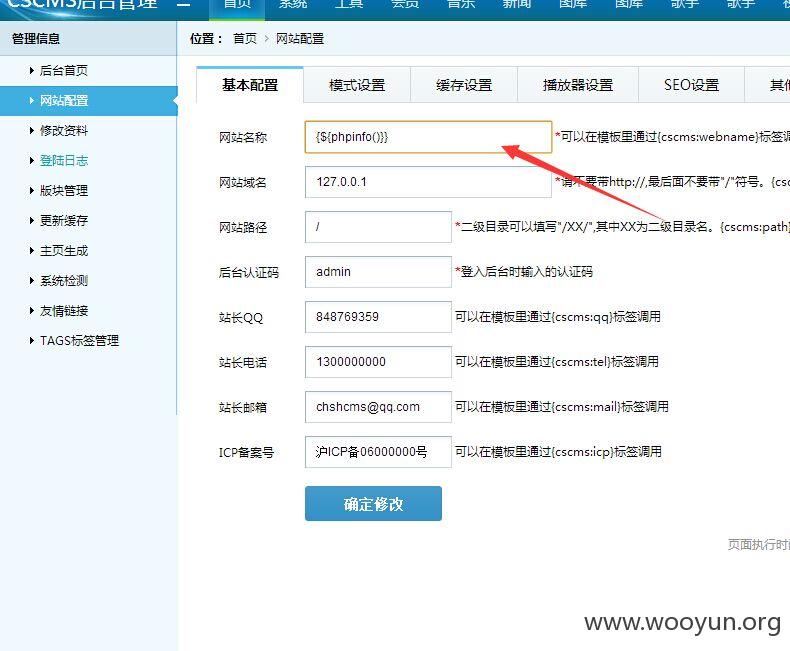 CSCMS后台管理
首页 系统 工具 会员 音乐 新闻 图库 图库 歌手 歌手
管理信息
位置： 首页 > 网站配置
后台首页
网站配置
修改资料
登陆日志
版块管理
更新缓存
主页生成
系统检测
友情链接
TAGS标签管理
基本配置 模式设置 缓存设置 播放器设置 SEO设置 其他
网站名称 {${phpinfo()}} *可以在模板里通过{cscms:webname}标签调
网站域名 127.0.0.1 *请不要带http://,最后面不要带"/"符号。{csc
网站路径 / *二级目录可以填写"/XX/",其中XX为二级目录名。{cscms:path}
后台认证码 admin *登入后台时输入的认证码
站长QQ 848769359 可以在模板里通过{cscms:qq}标签调用
站长电话 1300000000 可以在模板里通过{cscms:tel}标签调用
站长邮箱 chshcms@qq.com 可以在模板里通过{cscms:mail}标签调用
ICP备案号 沪ICP备06000000号 可以在模板里通过{cscms:icp}标签调用
确定修改
页面执行时间
www.wooyun.org